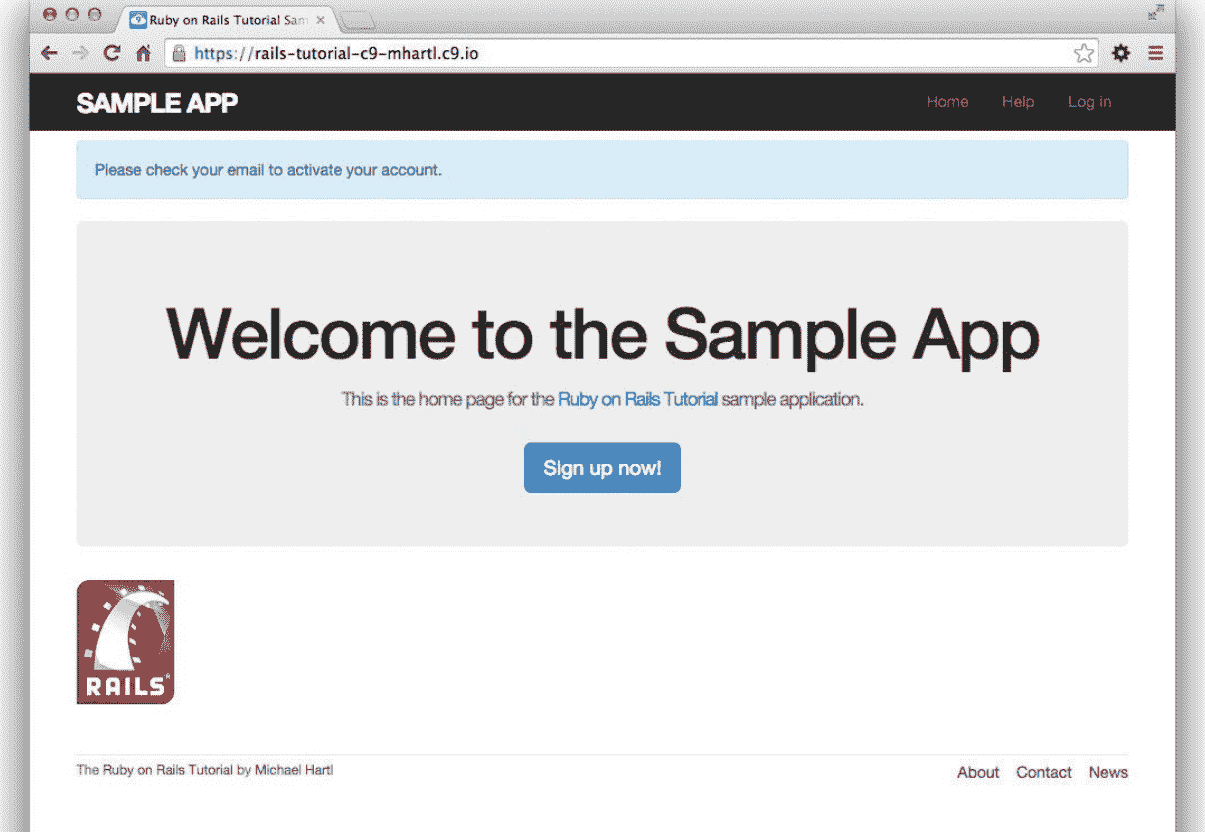 Ruby on Rails Tutorial Sam
https://rails-tutorial-c9-mhartl.c9.io
SAMPLE APP
Home Help Log in
Please check your email to activate your account.
Welcome to the Sample App
This is the home page for the Ruby on Rails Tutorial sample application.
Sign up now!
RAILS
The Ruby on Rails Tutorial by Michael Hartl
About Contact News